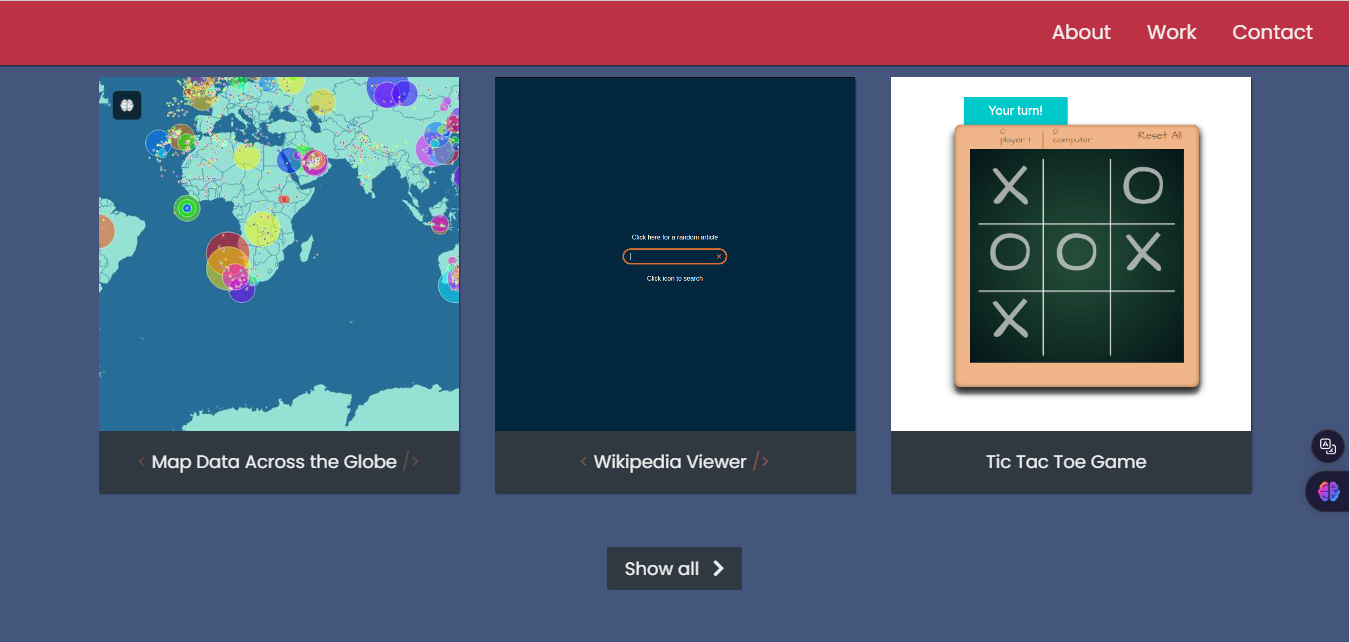 About Work Contact
Your turn!
0 0 Reset All
player 1 computer
X O
O O X
X
Click here for a random article
Click icon to search
< Map Data Across the Globe />
< Wikipedia Viewer />
Tic Tac Toe Game
Show all